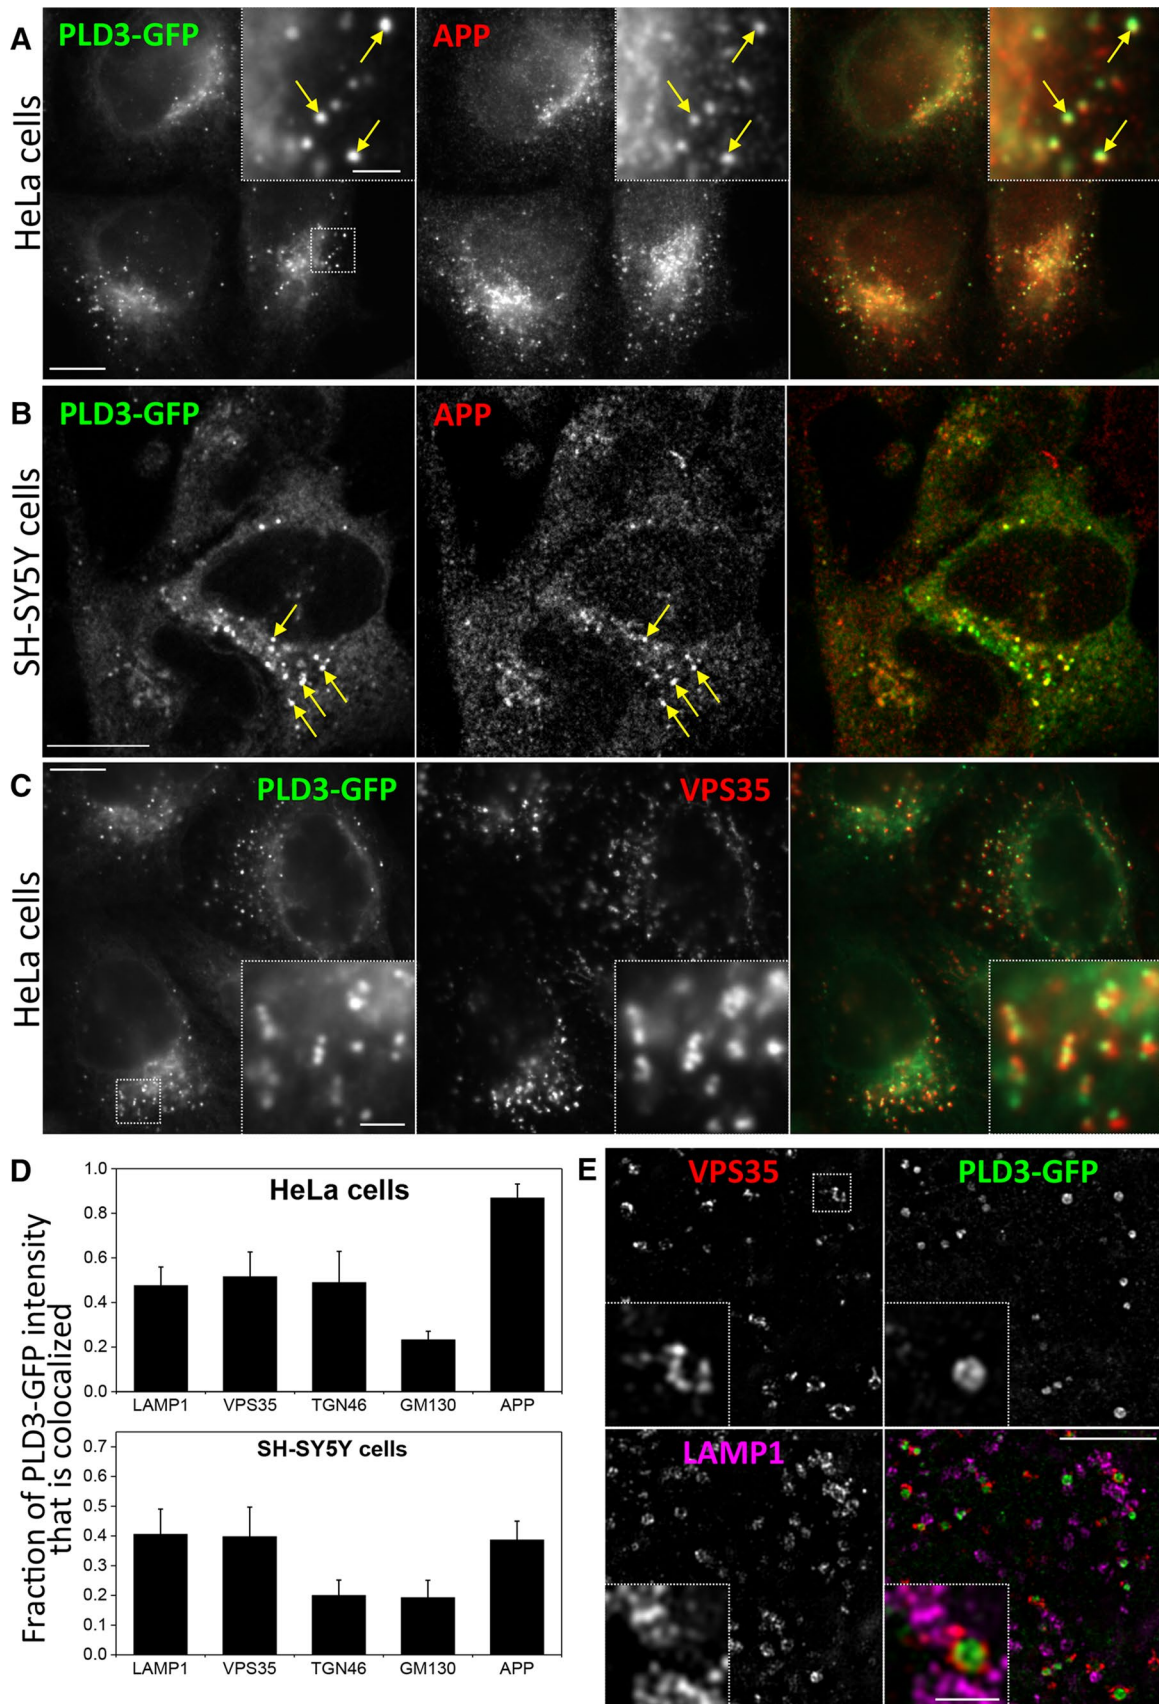 A
PLD3-GFP
APP
HeLa cells
B
PLD3-GFP
APP
SH-SY5Y cells
C
PLD3-GFP
VPS35
HeLa cells
D
Fraction of PLD3-GFP intensity
that is colocalized
HeLa cells
1.0
0.8
0.6
0.4
0.2
0.0
LAMP1 VPS35 TGN46 GM130 APP
SH-SY5Y cells
0.7
0.6
0.5
0.4
0.3
0.2
0.1
0.0
LAMP1 VPS35 TGN46 GM130 APP
E
VPS35
PLD3-GFP
LAMP1